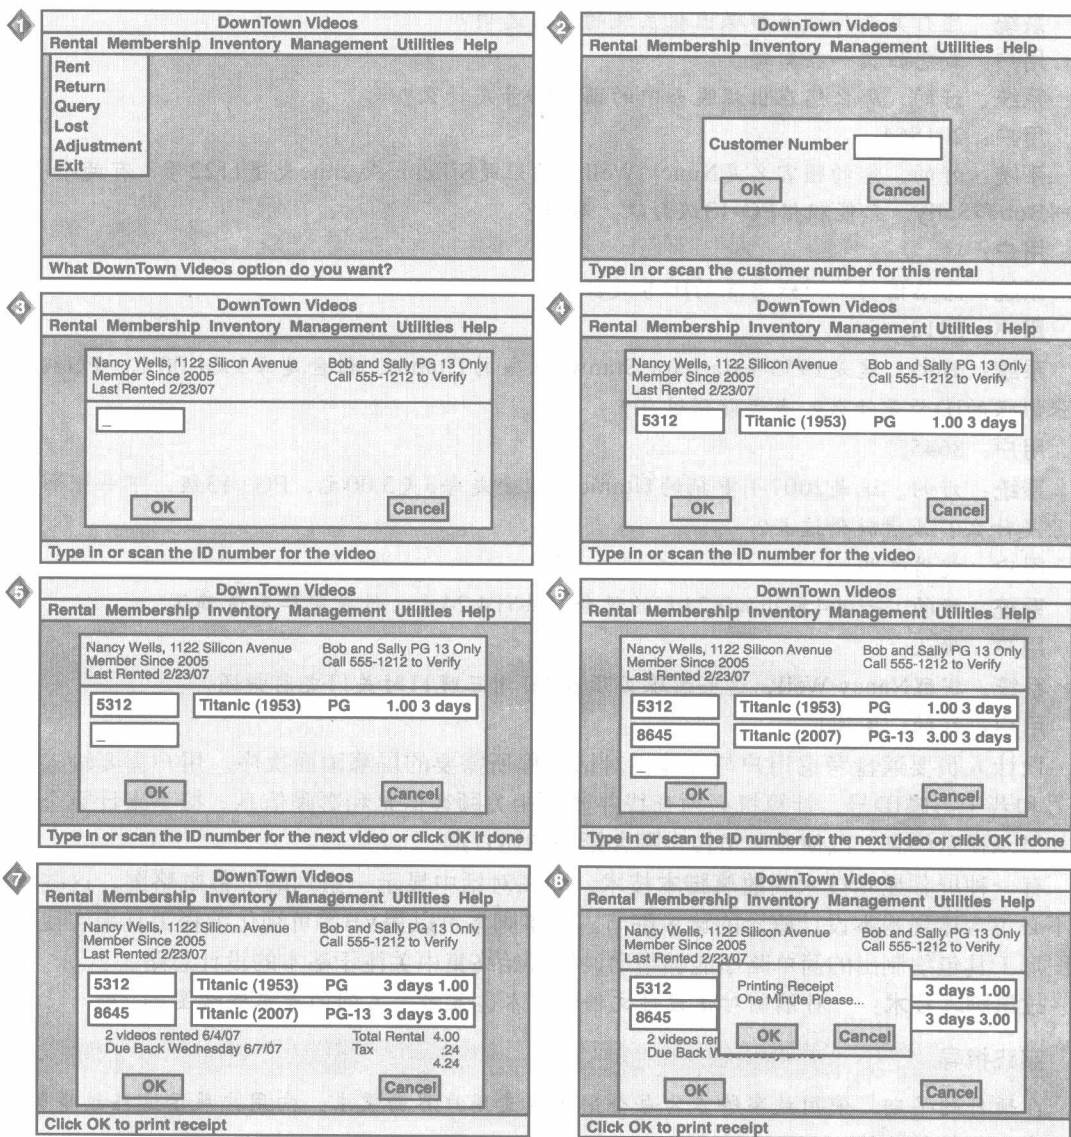 1
DownTown Videos
Rental Membership Inventory Management Utilities Help
Rent
Return
Query
Lost
Adjustment
Exit
What DownTown Videos option do you want?
2
DownTown Videos
Rental Membership Inventory Management Utilities Help
Customer Number
OK Cancel
Type in or scan the customer number for this rental
3
DownTown Videos
Rental Membership Inventory Management Utilities Help
Nancy Wells, 1122 Silicon Avenue Bob and Sally PG 13 Only
Member Since 2005 Call 555-1212 to Verify
Last Rented 2/23/07
_
OK Cancel
Type in or scan the ID number for the video
4
DownTown Videos
Rental Membership Inventory Management Utilities Help
Nancy Wells, 1122 Silicon Avenue Bob and Sally PG 13 Only
Member Since 2005 Call 555-1212 to Verify
Last Rented 2/23/07
5312 Titanic (1953) PG 1.00 3 days
OK Cancel
Type in or scan the ID number for the video
5
DownTown Videos
Rental Membership Inventory Management Utilities Help
Nancy Wells, 1122 Silicon Avenue Bob and Sally PG 13 Only
Member Since 2005 Call 555-1212 to Verify
Last Rented 2/23/07
5312 Titanic (1953) PG 1.00 3 days
_
OK Cancel
Type in or scan the ID number for the next video or click OK if done
6
DownTown Videos
Rental Membership Inventory Management Utilities Help
Nancy Wells, 1122 Silicon Avenue Bob and Sally PG 13 Only
Member Since 2005 Call 555-1212 to Verify
Last Rented 2/23/07
5312 Titanic (1953) PG 1.00 3 days
8645 Titanic (2007) PG-13 3.00 3 days
_
OK Cancel
Type in or scan the ID number for the next video or click OK if done
7
DownTown Videos
Rental Membership Inventory Management Utilities Help
Nancy Wells, 1122 Silicon Avenue Bob and Sally PG 13 Only
Member Since 2005 Call 555-1212 to Verify
Last Rented 2/23/07
5312 Titanic (1953) PG 3 days 1.00
8645 Titanic (2007) PG-13 3 days 3.00
2 videos rented 6/4/07 Total Rental 4.00
Due Back Wednesday 6/7/07 Tax .24
4.24
OK Cancel
Click OK to print receipt
8
DownTown Videos
Rental Membership Inventory Management Utilities Help
Nancy Wells, 1122 Silicon Avenue Bob and Sally PG 13 Only
Member Since 2005 Call 555-1212 to Verify
Last Rented 2/23/07
5312 3 days 1.00
8645 3 days 3.00
Printing Receipt
One Minute Please...
OK Cancel
2 videos
Due Back
OK Cancel
Click OK to print receipt